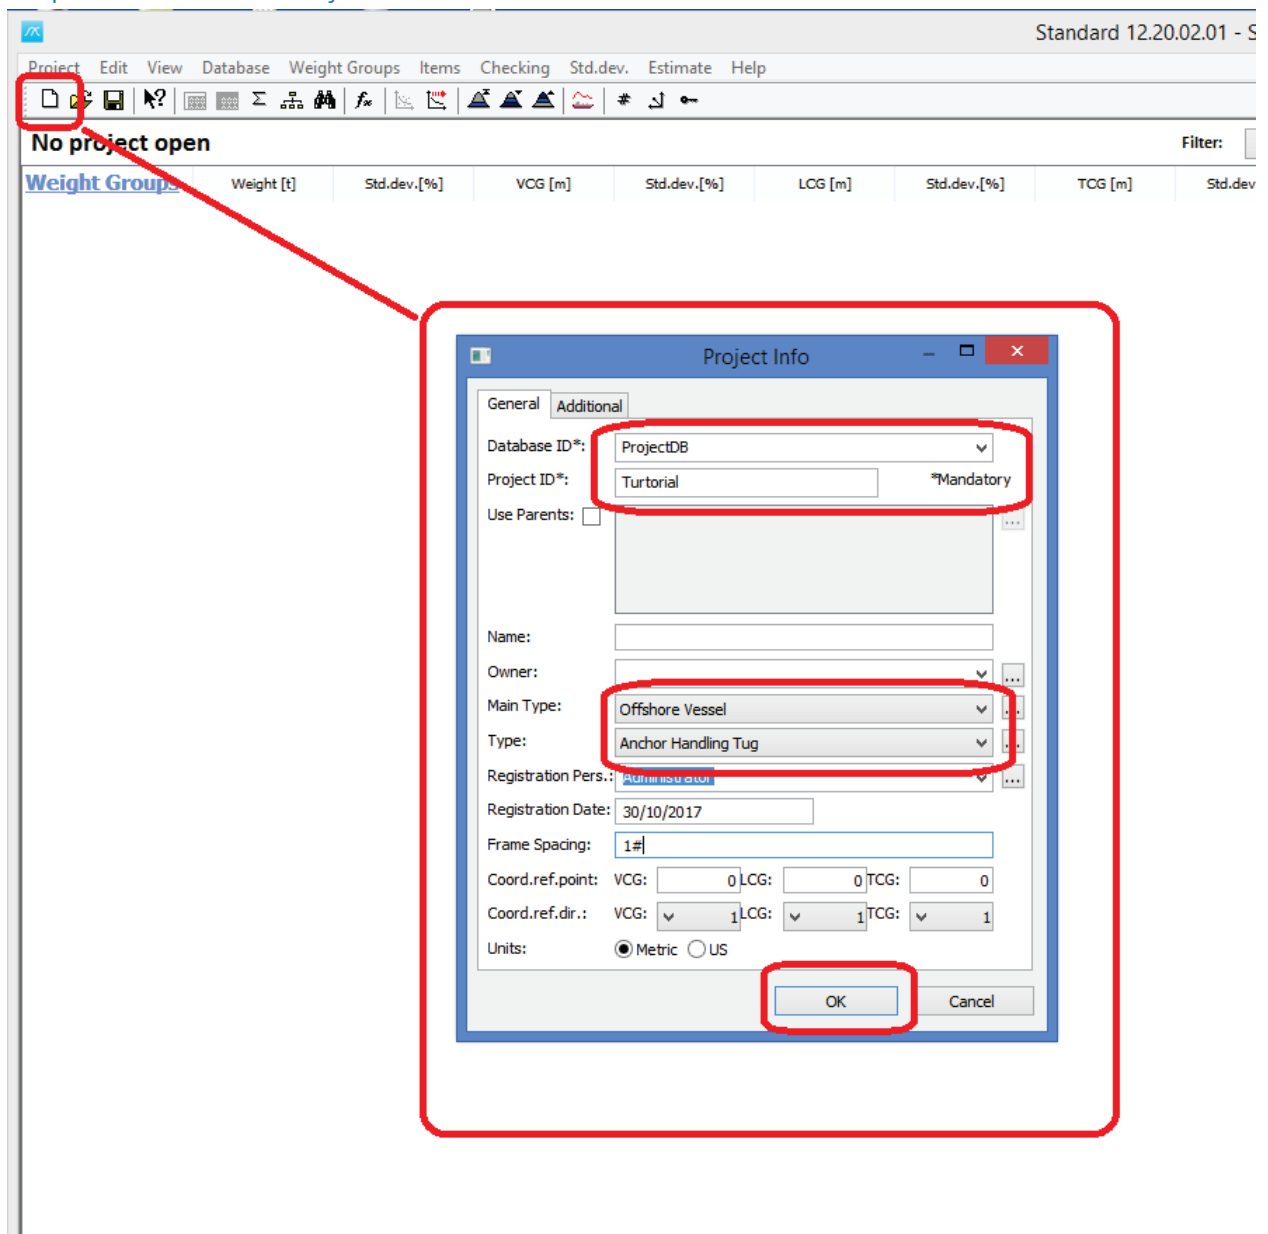 Standard 12.20.02.01 - S
Project Edit View Database Weight Groups Items Checking Std.dev. Estimate Help
No project open Filter:
Weight Groups Weight [t] Std.dev.[%] VCG [m] Std.dev.[%] LCG [m] Std.dev.[%] TCG [m] Std.dev
Project Info
General Additional
Database ID*: ProjectDB
Project ID*: Turtorial *Mandatory
Use Parents: ...
Name:
Owner: ...
Main Type: Offshore Vessel ...
Type: Anchor Handling Tug ...
Registration Pers.: Administrator ...
Registration Date: 30/10/2017
Frame Spacing: 1#
Coord.ref.point: VCG: 0 LCG: 0 TCG: 0
Coord.ref.dir.: VCG: 1 LCG: 1 TCG: 1
Units: Metric US
OK Cancel